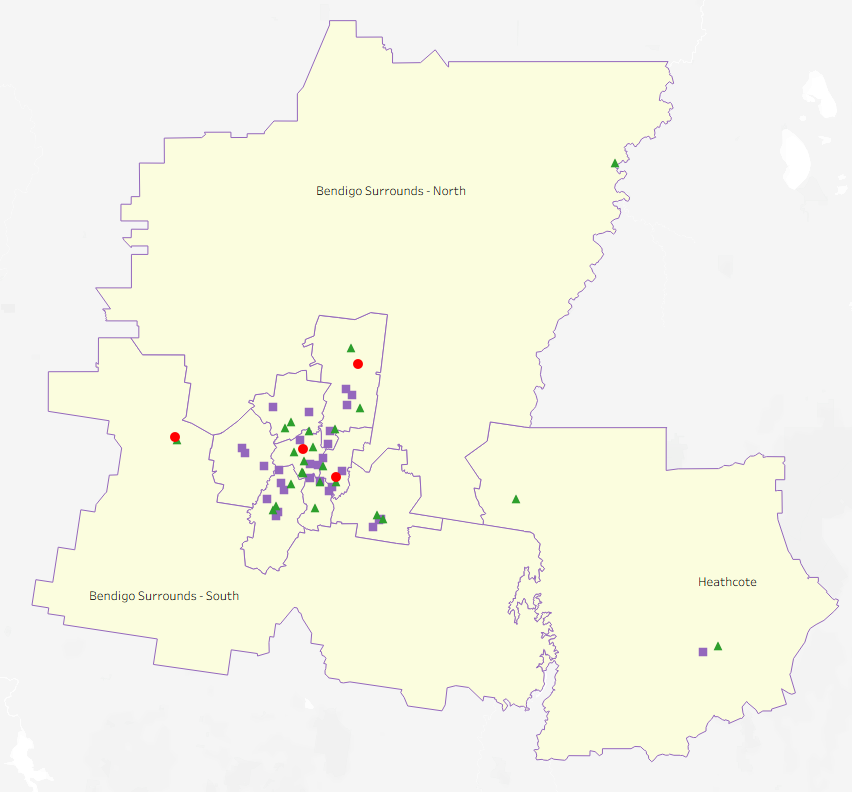 Bendigo Surrounds - North
Heathcote
Bendigo Surrounds - South